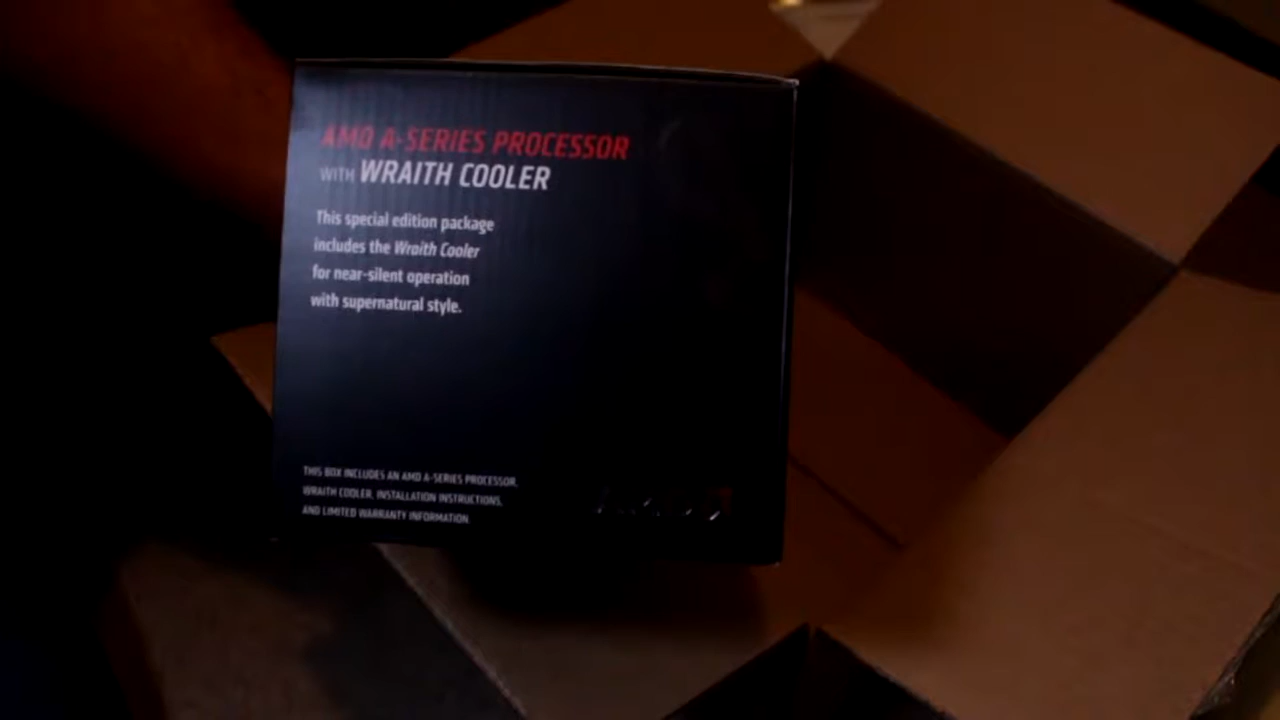 AMD A-SERIES PROCESSOR
WITH WRAITH COOLER
This special edition package
includes the Wraith Cooler
for near-silent operation
with supernatural style.
THIS BOX INCLUDES AN AMD A-SERIES PROCESSOR,
WRAITH COOLER, INSTALLATION INSTRUCTIONS,
AND LIMITED WARRANTY INFORMATION.